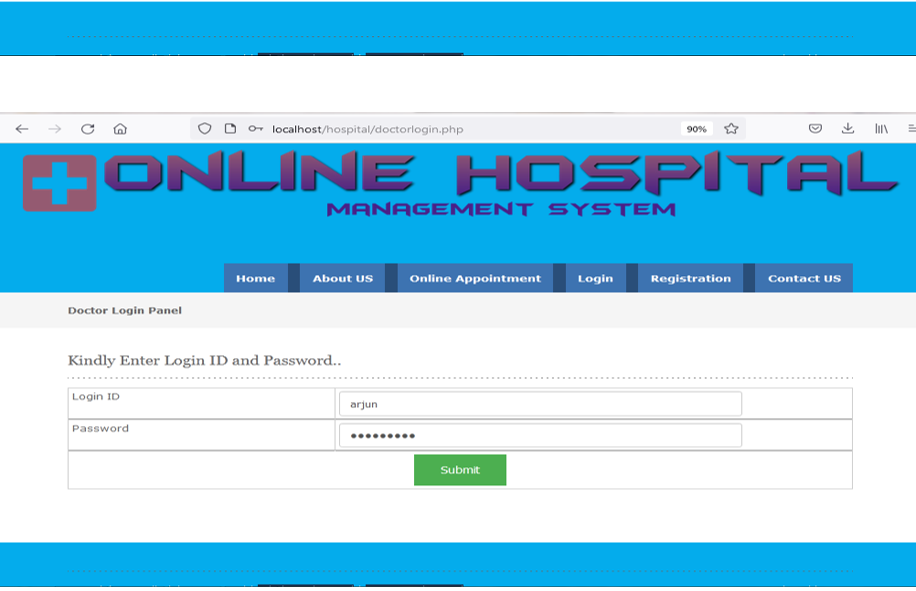 localhost/hospital/doctorlogin.php 90%
ONLINE HOSPITAL
MANAGEMENT SYSTEM
Home About US Online Appointment Login Registration Contact US
Doctor Login Panel
Kindly Enter Login ID and Password..
Login ID arjun
Password •••••••••
Submit